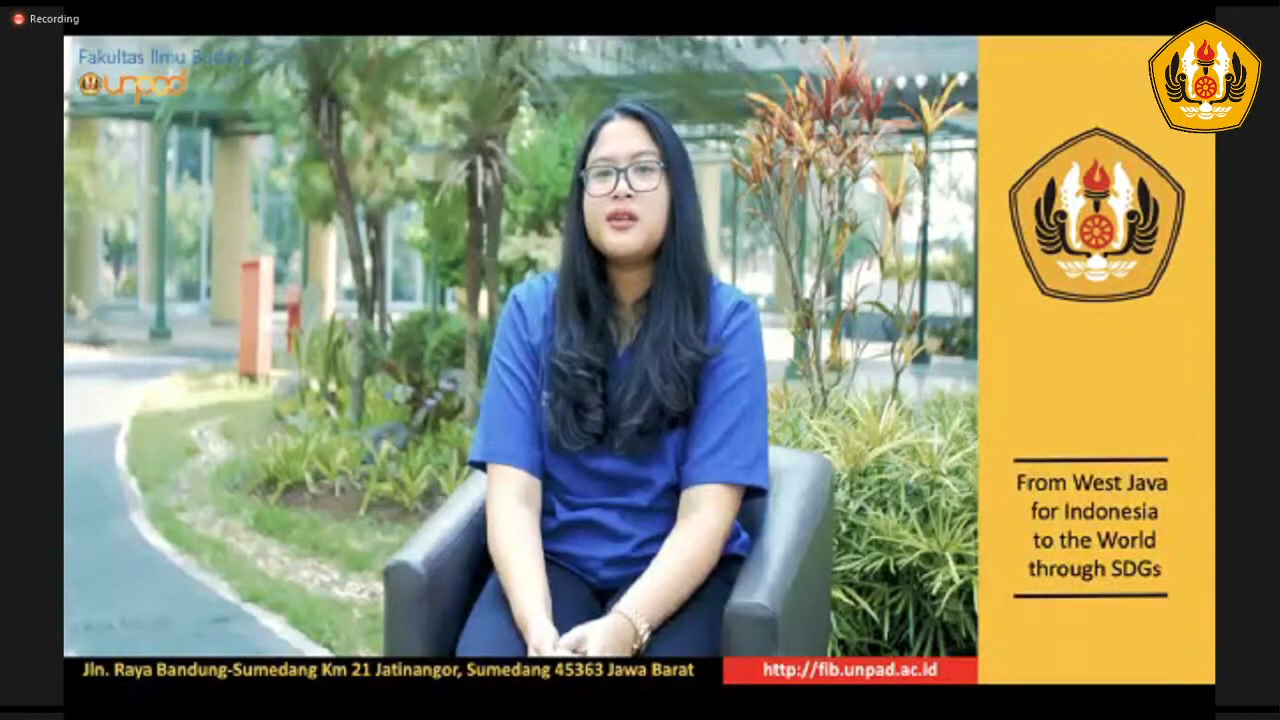 Recording
Fakultas Ilmu Budaya
unpad
From West Java
for Indonesia
to the World
through SDGs
Jln. Raya Bandung-Sumedang Km 21 Jatinangor, Sumedang 45363 Jawa Barat
http://fib.unpad.ac.id